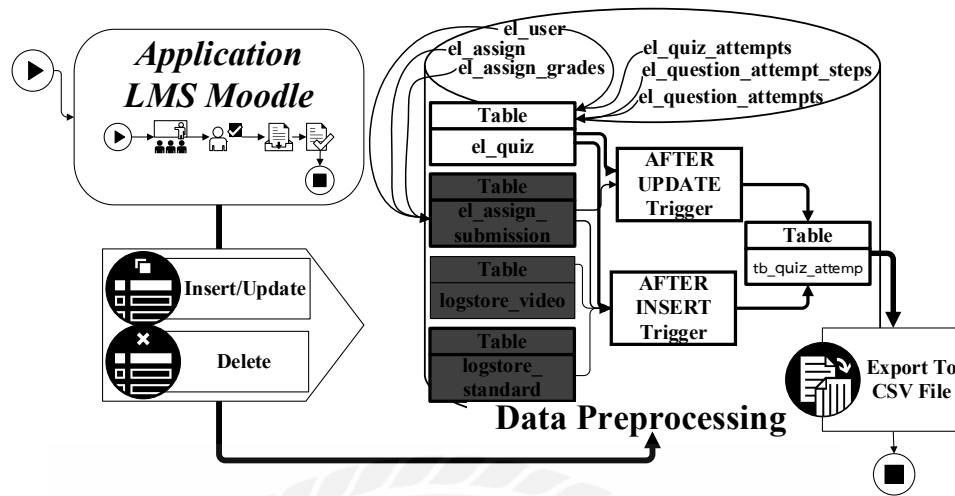 Application
LMS Moodle
Insert/Update
Delete
el_user
el_assign
el_assign_grades
el_quiz_attempts
el_question_attempt_steps
el_question_attempts
Table
el_quiz
Table
el_assign_
submission
Table
logstore_video
Table
logstore_
standard
AFTER
UPDATE
Trigger
AFTER
INSERT
Trigger
Table
tb_quiz_attemp
Export To
CSV File
Data Preprocessing